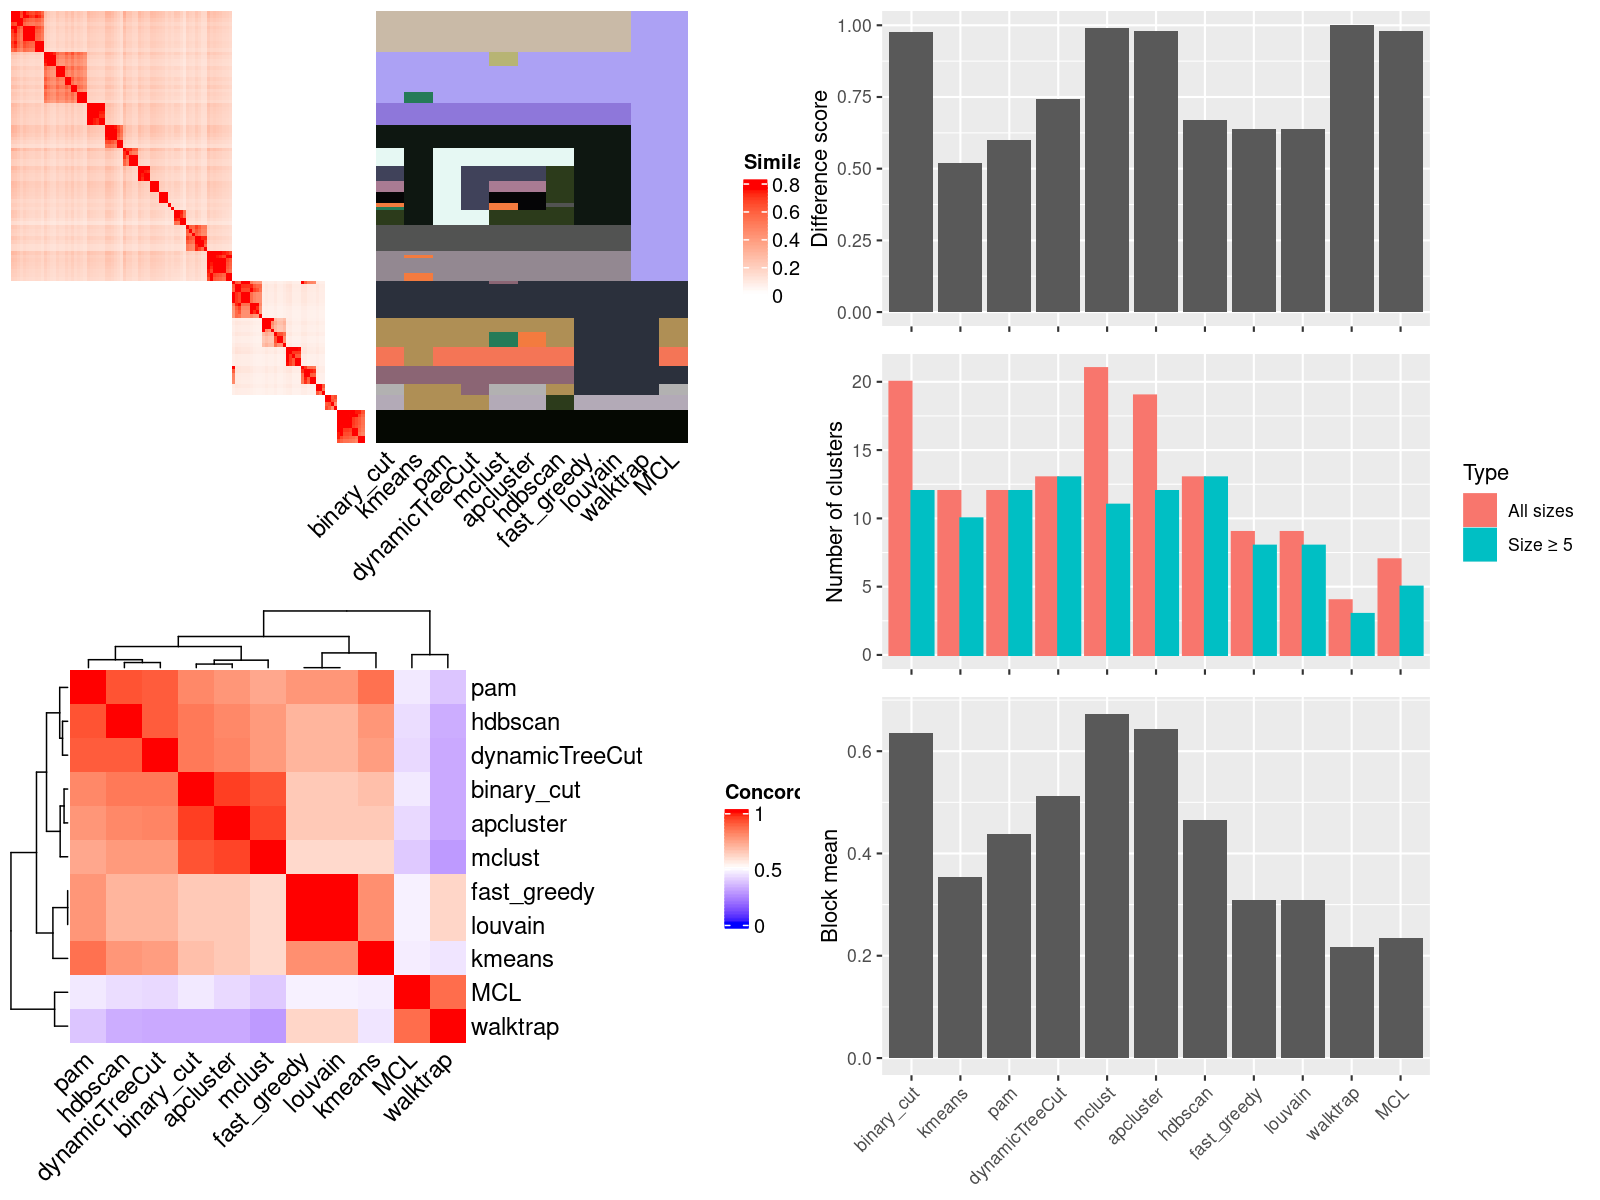 Simila
0.8
0.6
0.4
0.2
0
binary_cut
kmeans
pam
dynamicTreeCut
mclust
apcluster
hdbscan
fast_greedy
louvain
walktrap
MCL
pam
hdbscan
dynamicTreeCut
binary_cut
apcluster
mclust
fast_greedy
louvain
kmeans
MCL
walktrap
Concord
1
0.5
0
pam
hdbscan
dynamicTreeCut
binary_cut
apcluster
mclust
fast_greedy
louvain
kmeans
MCL
walktrap
Difference score
1.00
0.75
0.50
0.25
0.00
Number of clusters
20
15
10
5
0
Type
All sizes
Size ≥ 5
Block mean
0.6
0.4
0.2
0.0
binary_cut
kmeans
pam
dynamicTreeCut
mclust
apcluster
hdbscan
fast_greedy
louvain
walktrap
MCL